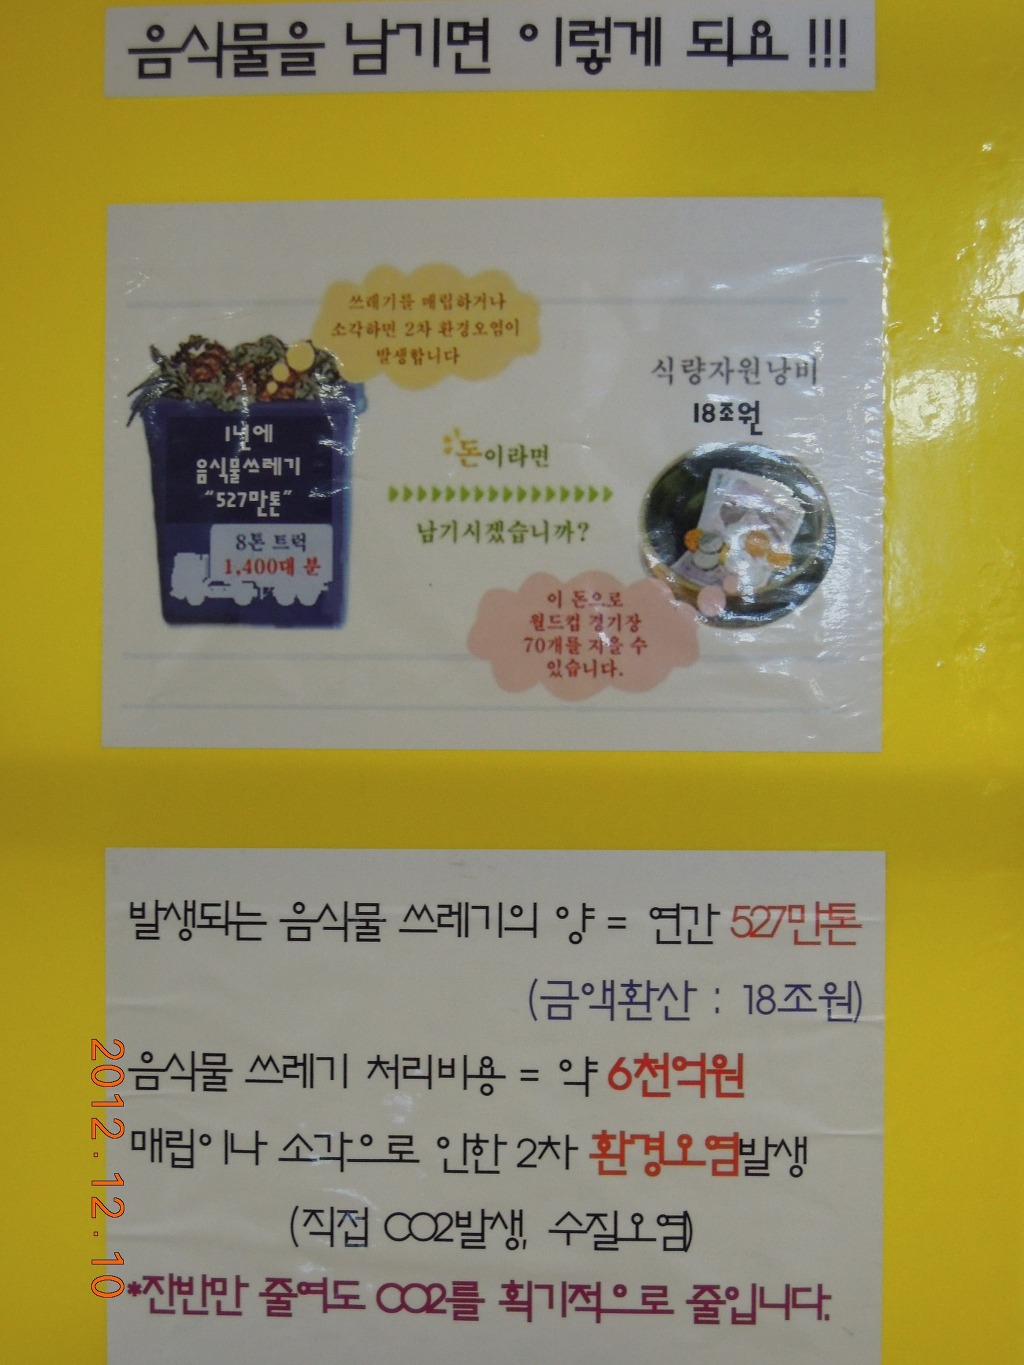 음식물을 남기면 이렇게 되요 !!!
쓰레기를 매립하거나
소각하면 2차 환경오염이
발생합니다
식량자원낭비
18조원
1년에
음식물쓰레기
“527만톤”
8톤 트럭
1,400대 분
돈이라면
남기시겠습니까?
이 돈으로
월드컵 경기장
70개를 지을 수
있습니다.
발생되는 음식물 쓰레기의 양 = 연간 527만톤
(금액환산 : 18조원)
음식물 쓰레기 처리비용 = 약 6천억원
매립이나 소각으로 인한 2차 환경오염발생
(직접 CO2발생, 수질오염)
*잔반만 줄여도 CO2를 획기적으로 줄입니다.
2012.12.10